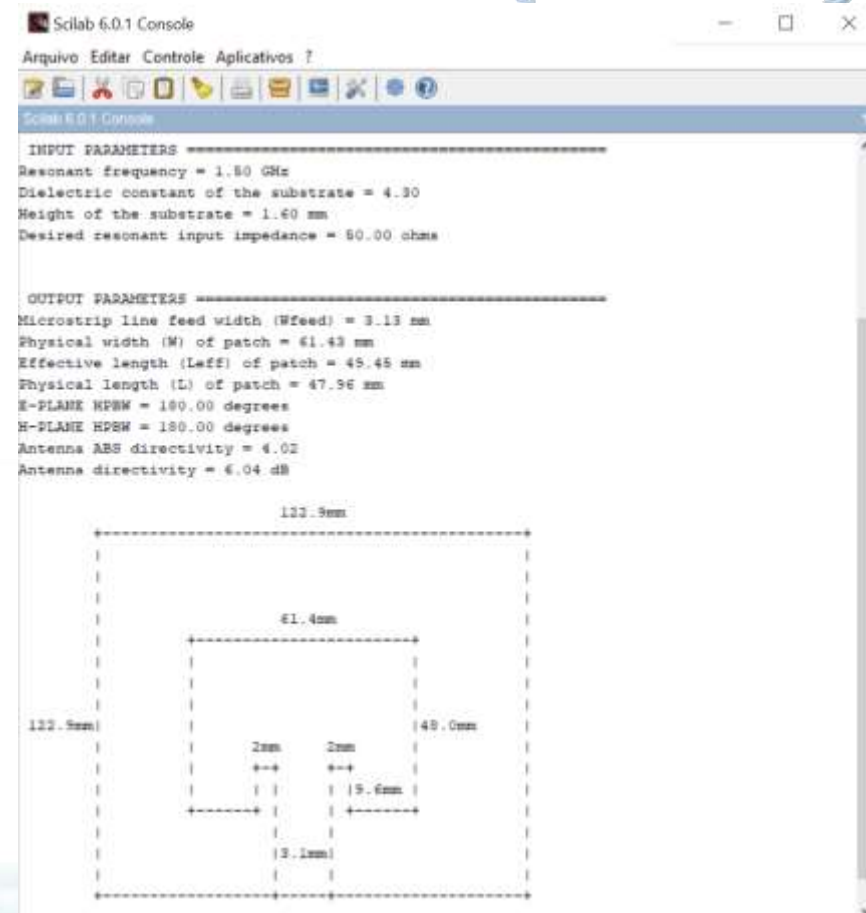 Scilab 6.0.1 Console
Arquivo Editar Controle Aplicativos ?
Scilab 6.0.1 Console
INPUT PARAMETERS ================================================
Resonant frequency = 1.50 GHz
Dielectric constant of the substrate = 4.30
Height of the substrate = 1.60 mm
Desired resonant input impedance = 50.00 ohms
OUTPUT PARAMETERS ===============================================
Microstrip line feed width (Wfeed) = 3.13 mm
Physical width (W) of patch = 61.43 mm
Effective length (Leff) of patch = 49.45 mm
Physical length (L) of patch = 47.96 mm
E-PLANE HPBW = 180.00 degrees
H-PLANE HPBW = 180.00 degrees
Antenna ABS directivity = 4.02
Antenna directivity = 6.04 dB
122.9mm
61.4mm
122.9mm 48.0mm
2mm 2mm
9.6mm
3.1mm